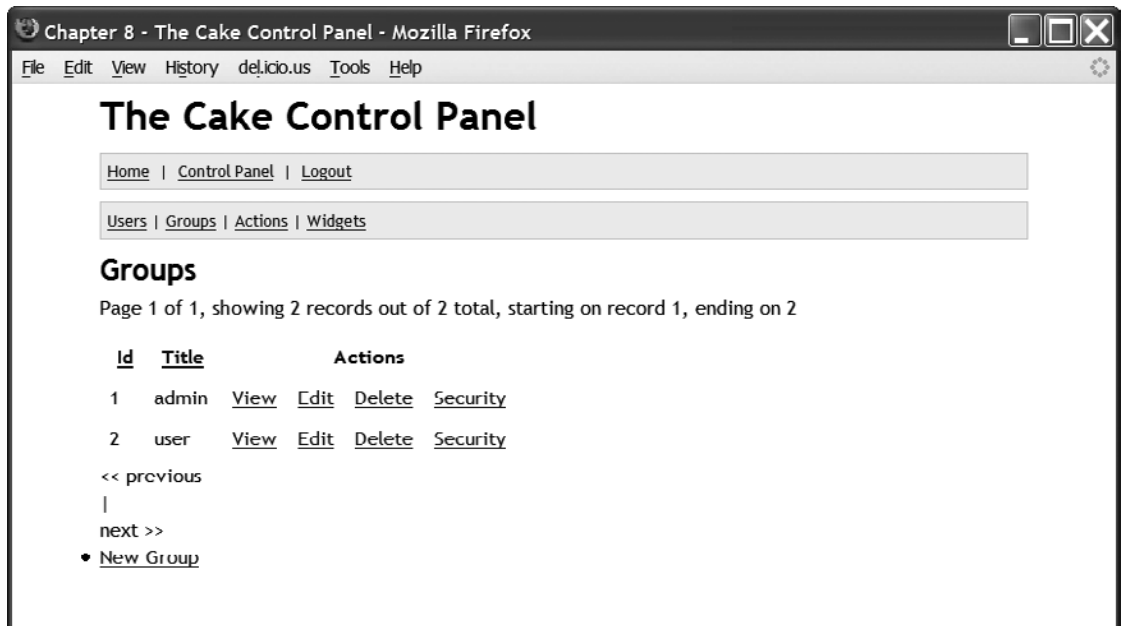 Chapter 8 - The Cake Control Panel - Mozilla Firefox
File Edit View History del.icio.us Tools Help
The Cake Control Panel
Home | Control Panel | Logout
Users | Groups | Actions | Widgets
Groups
Page 1 of 1, showing 2 records out of 2 total, starting on record 1, ending on 2
Id Title Actions
1 admin View Edit Delete Security
2 user View Edit Delete Security
<< previous
|
next >>
• New Group